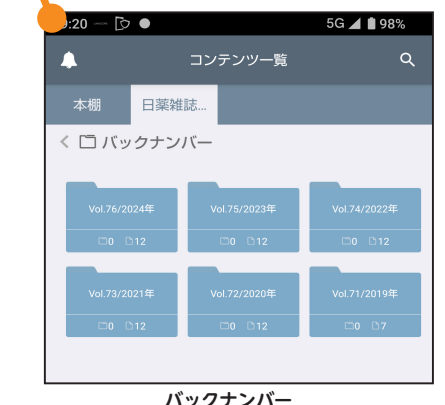 :20
5G 98%
コンテンツ一覧
本棚 日薬雑誌...
バックナンバー
Vol.76/2024年 Vol.75/2023年 Vol.74/2022年
0 12 0 12 0 12
Vol.73/2021年 Vol.72/2020年 Vol.71/2019年
0 12 0 12 0 7
バックナンバー